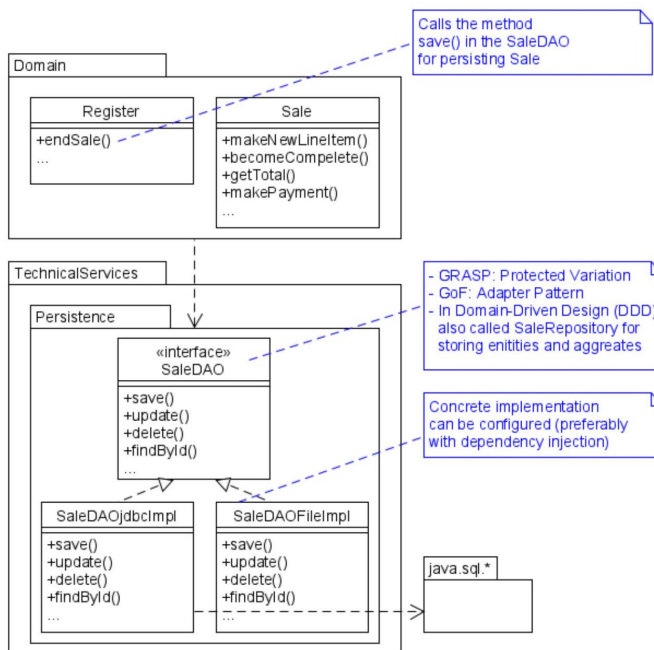 Calls the method
save() in the SaleDAO
for persisting Sale
Domain
Register
+endSale()
...
Sale
+makeNewLineItem()
+becomeCompelete()
+getTotal()
+makePayment()
...
TechnicalServices
- GRASP: Protected Variation
- GoF: Adapter Pattern
- In Domain-Driven Design (DDD)
also called SaleRepository for
storing enitities and aggreates
Persistence
«interface»
SaleDAO
+save()
+update()
+delete()
+findById()
...
Concrete implementation
can be configured (preferably
with dependency injection)
SaleDAOjdbcImpl
+save()
+update()
+delete()
+findById()
...
SaleDAOFileImpl
+save()
+update()
+delete()
+findById()
...
java.sql.*